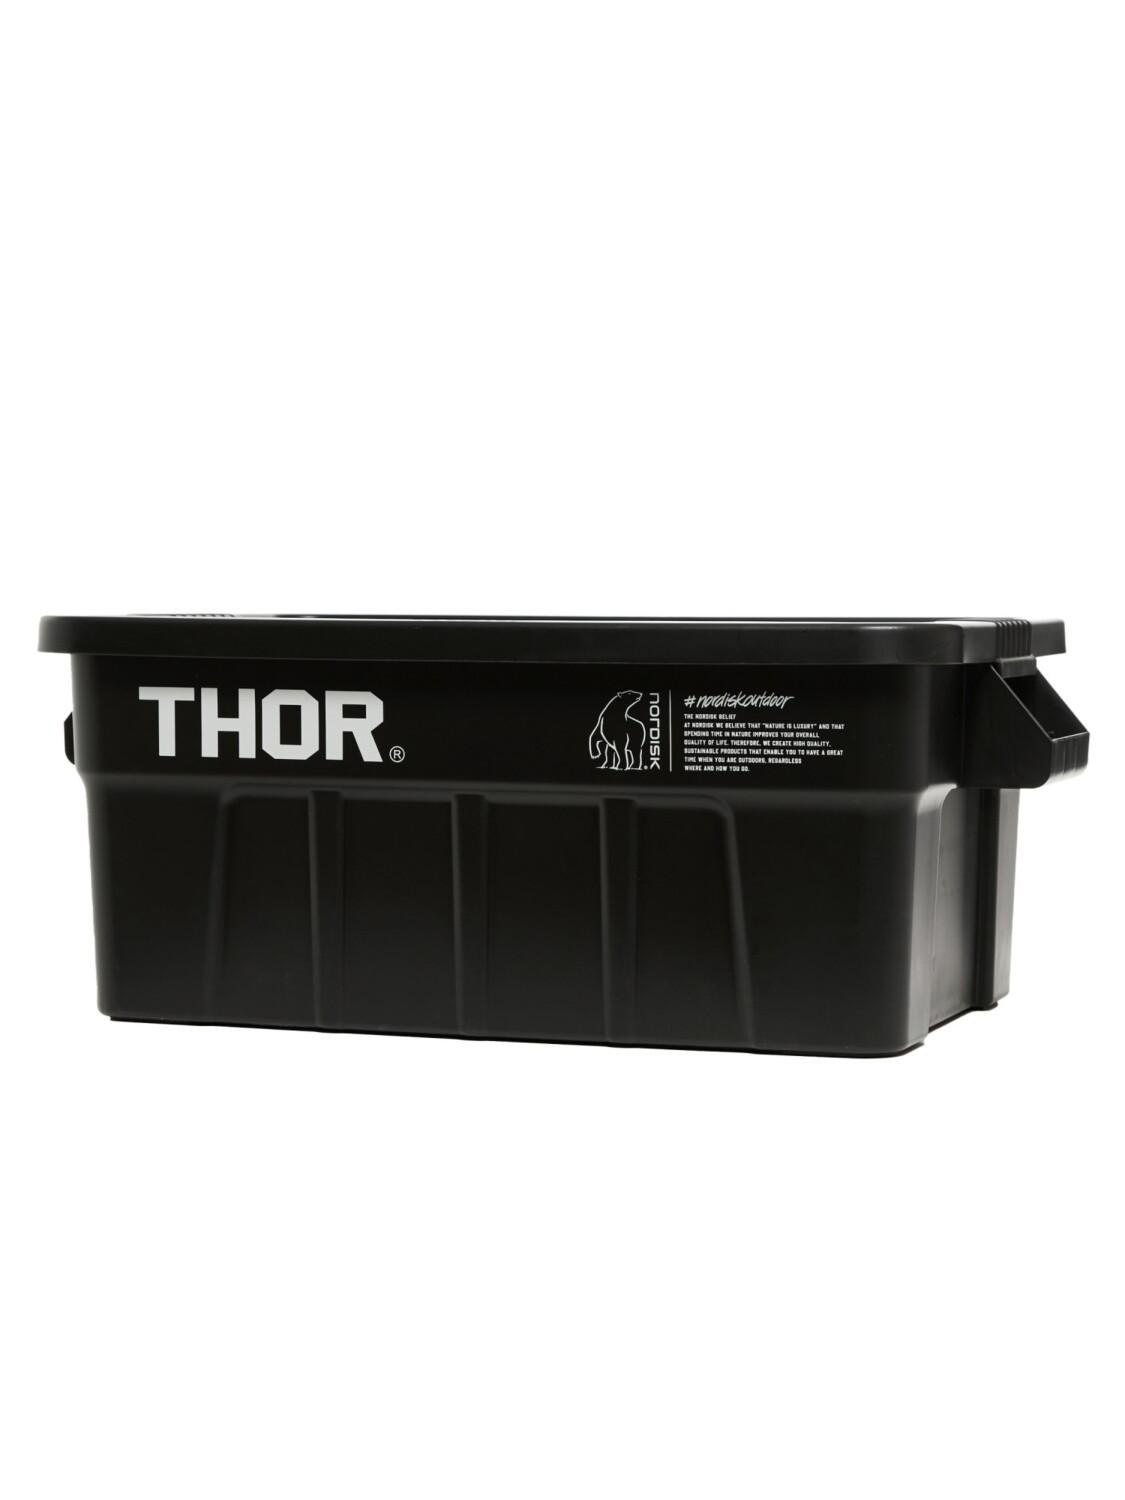 THOR®
NORDISK®
#nordiskoutdoor
THE NORDISK BELIEF
AT NORDISK WE BELIEVE THAT "NATURE IS LUXURY" AND THAT
SPENDING TIME IN NATURE IMPROVES YOUR OVERALL
QUALITY OF LIFE. THEREFORE, WE CREATE HIGH QUALITY,
SUSTAINABLE PRODUCTS THAT ENABLE YOU TO HAVE A GREAT
TIME WHEN YOU ARE OUTDOORS, REGARDLESS
WHERE AND HOW YOU GO.